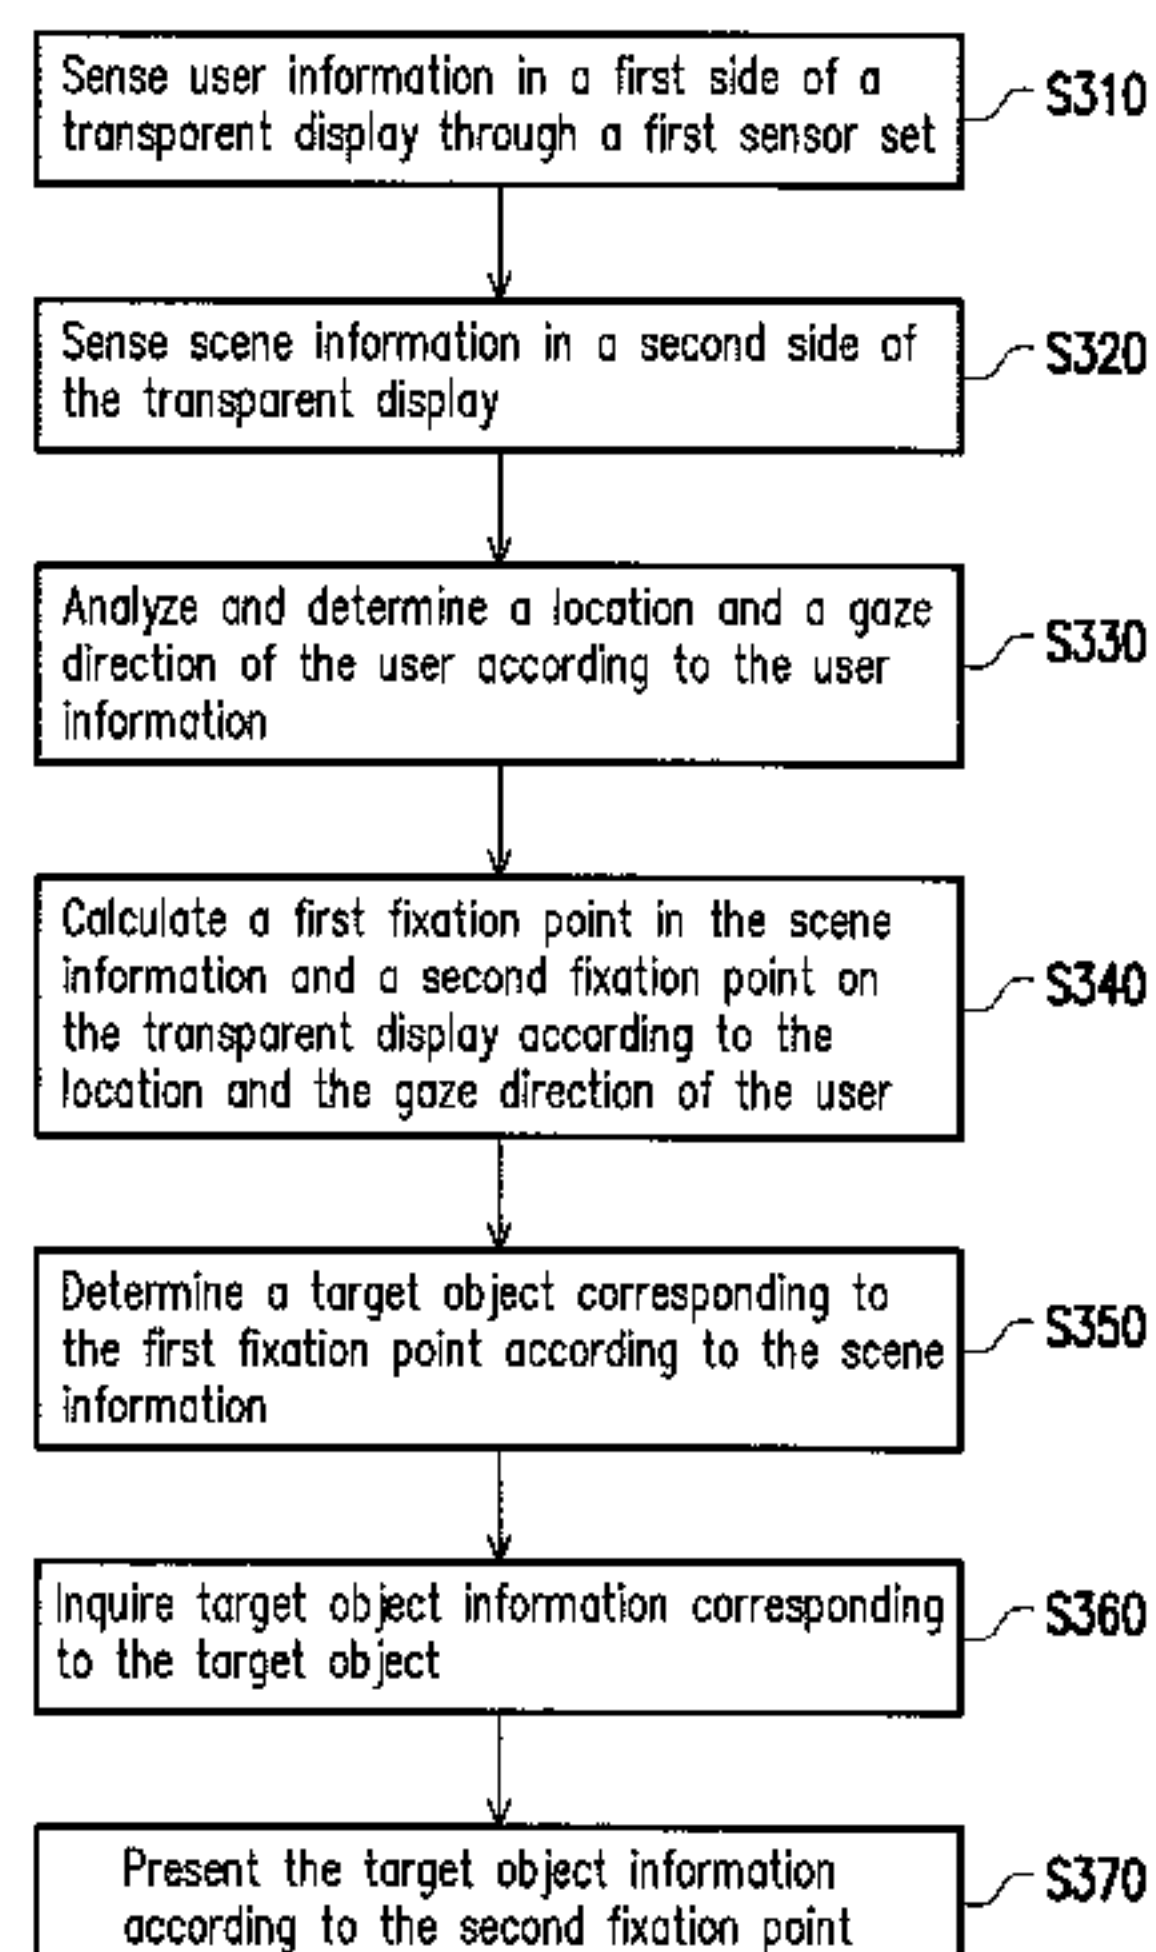 Sense user information in a first side of a
transparent display through a first sensor set
S310
Sense scene information in a second side of
the transparent display
S320
Analyze and determine a location and a gaze
direction of the user according to the user
information
S330
Calculate a first fixation point in the scene
information and a second fixation point on
the transparent display according to the
location and the gaze direction of the user
S340
Determine a target object corresponding to
the first fixation point according to the scene
information
S350
Inquire target object information corresponding
to the target object
S360
Present the target object information
according to the second fixation point
S370